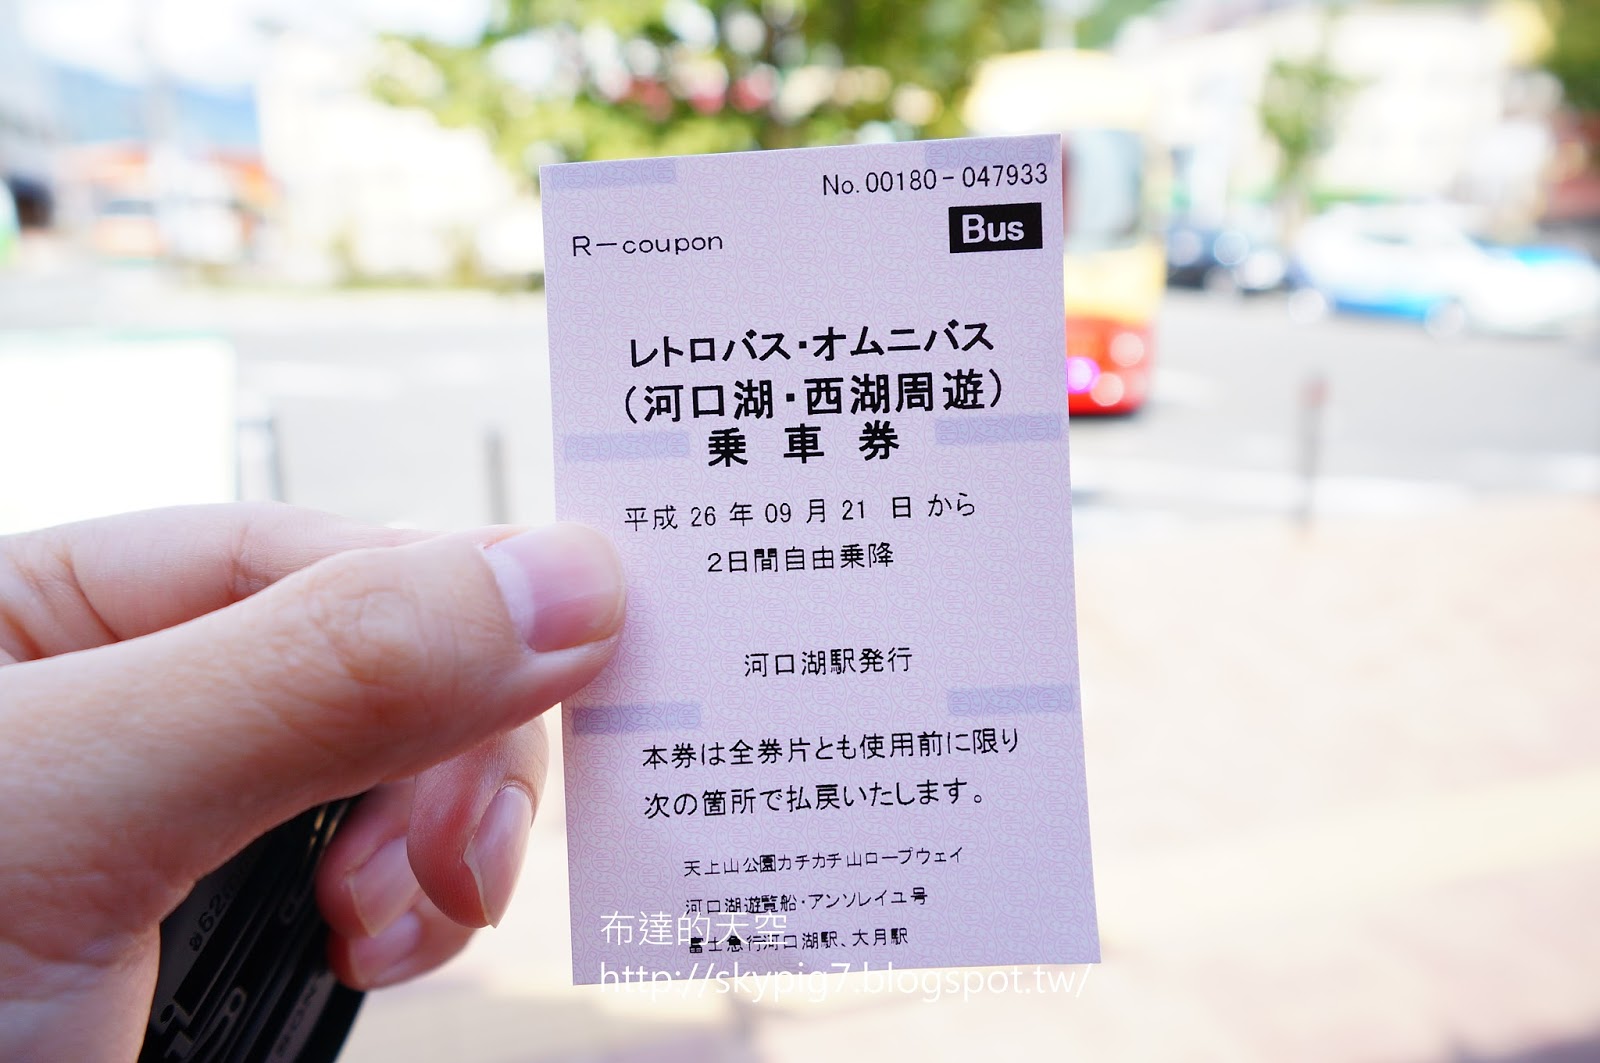 No.00180-047933
Bus
R-coupon
レトロバス・オムニバス
(河口湖・西湖周遊)
乗 車 券
平成 26 年 09 月 21 日 から
2日間自由乗降
河口湖駅発行
本券は全券片とも使用前に限り
次の箇所で払戻いたします。
天上山公園カチカチ山ロープウェイ
河口湖遊覧船・アンソレイユ号
富士急行河口湖駅、大月駅
布達的天空
http://skypig7.blogspot.tw/